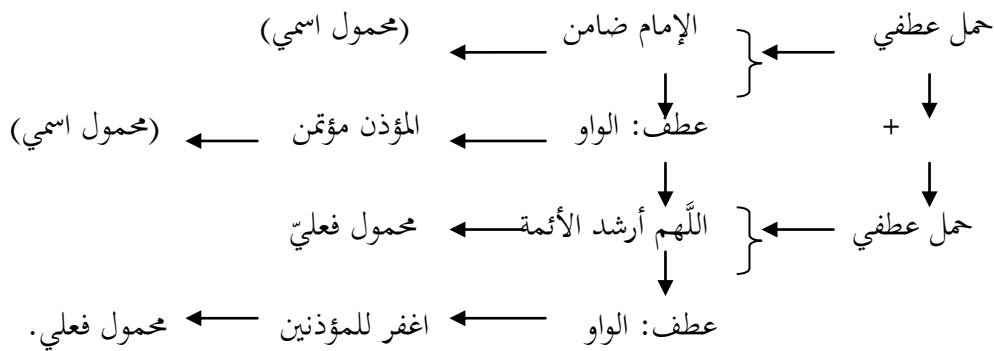 حمل عطفي الإمام ضامن (محمول اسمي)
+ عطف: الواو المؤذن مؤتمن (محمول اسمي)
حمل عطفي اللَّهم أرشد الأئمة محمول فعليّ
عطف: الواو اغفر للمؤذنين محمول فعلي.